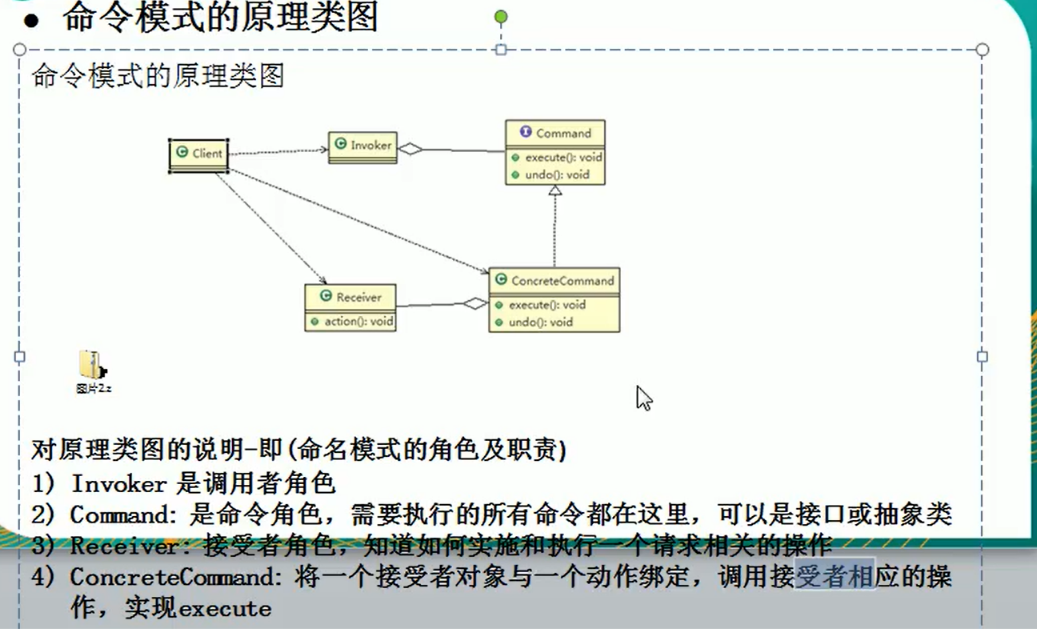 ● 命令模式的原理类图
命令模式的原理类图
Client
Invoker
Command
execute(): void
undo(): void
Receiver
action(): void
ConcreteCommand
execute(): void
undo(): void
图片2.z
对原理类图的说明-即(命名模式的角色及职责)
1) Invoker 是调用者角色
2) Command: 是命令角色，需要执行的所有命令都在这里，可以是接口或抽象类
3) Receiver: 接受者角色，知道如何实施和执行一个请求相关的操作
4) ConcreteCommand: 将一个接受者对象与一个动作绑定，调用接受者相应的操
作，实现execute